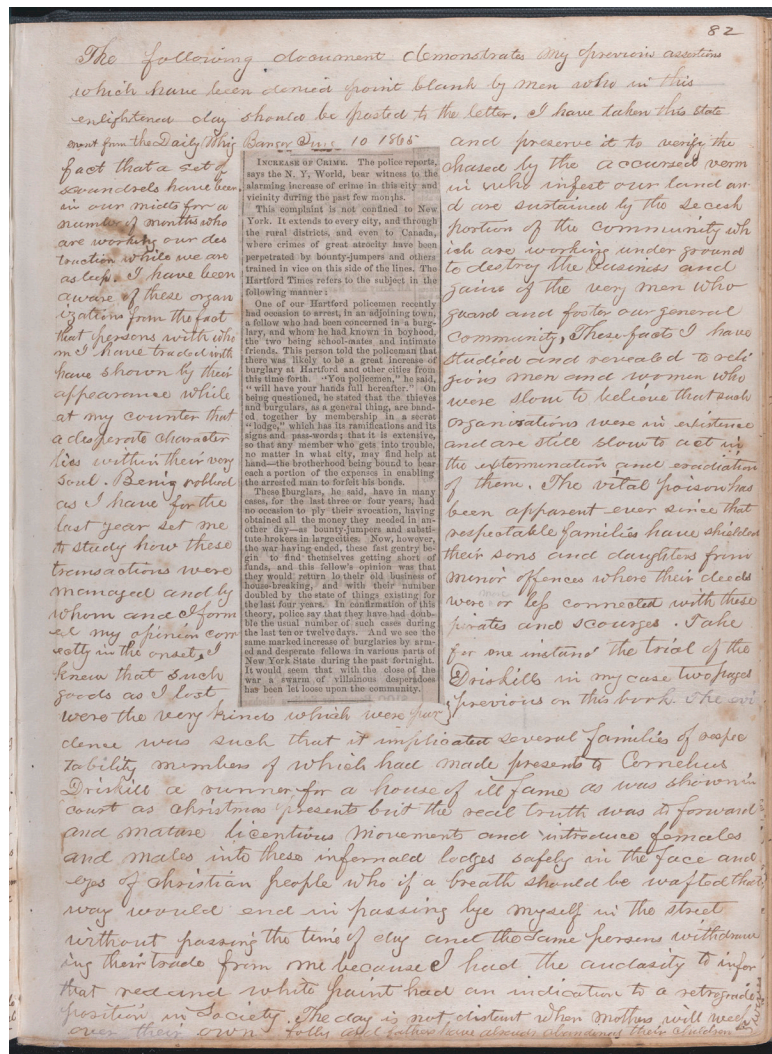 82
The following document demonstrates my previous assertions
which have been denied point blank by men who in this
enlightened day should be posted to the letter. I have taken this state
ment from the Daily Whig Bangor June 10 1865
fact that a set of
scoundrels have been
in our midts for a
number of months who
are working our des
truction while we are
asleep. I have been
aware of these organ
izations from the fact
that persons with who
m I have traded with
have shown by their
appearance while
at my counter that
a desperate character
lies within their very
soul. Being robbed
as I have for the
last year set me
to study how these
transactions were
managed and by
whom and I form
ed my opinion corr
ectly in the onset. I
knew that such
goods as I lost
were the very kinds which were pur
INCREASE OF CRIME. The police reports,
says the N. Y. World, bear witness to the
alarming increase of crime in this city and
vicinity during the past few months.
This complaint is not confined to New
York. It extends to every city, and through
the rural districts, and even to Canada,
where crimes of great atrocity have been
perpetrated by bounty-jumpers and others
trained in vice on this side of the lines. The
Hartford Times refers to the subject in the
following manner:
One of our Hartford policemen recently
had occasion to arrest, in an adjoining town,
a fellow who had been concerned in a burg-
lary, and whom he had known in boyhood,
the two being school-mates and intimate
friends. This person told the policeman that
there was likely to be a great increase of
burglary at Hartford and other cities from
this time forth. "You policemen," he said,
"will have your hands full hereafter." On
being questioned, he stated that the thieves
and burgulars, as a general thing, are band-
ed together by membership in a secret
"lodge," which has its ramifications and its
signs and pass-words; that it is extensive,
so that any member who gets into trouble,
no matter in what city, may find help at
hand—the brotherhood being bound to bear
each a portion of the expenses in enabling
the arrested man to forfeit his bonds.
These burglars, he said, have in many
cases, for the last three or four years, had
no occasion to ply their avocation, having
obtained all the money they needed in an-
other day—as bounty-jumpers and substi-
tute brokers in large cities. Now, however,
the war having ended, these fast gentry be-
gin to find themselves getting short of
funds, and this fellow's opinion was that
they would return to their old business of
house-breaking, and with their number
doubled by the state of things existing for
the last four years. In confirmation of this
theory, police say that they have had doub-
ble the usual number of such cases during
the last ten or twelve days. And we see the
same marked increase of burglaries by arm-
ed and desperate fellows in various parts of
New York State during the past fortnight.
It would seem that with the close of the
war a swarm of villainous desperadoes
has been let loose upon the community.
and preserve it to verify the
chased by the accursed verm
in who infest our land an
d are sustained by the secesh
portion of the community wh
ich are working under ground
to destroy the business and
gains of the very men who
guard and foster our general
community, These facts I have
studied and revealed to reli
gious men and women who
were slow to believe that such
organisations were in existence
and are still slow to act in
the extermination and eradiation
of them. The vital poison has
been apparent ever since that
respectable families have shielded
their sons and daughters from
minor offences where their deeds
were more or less connected with these
pirates and scourges. Take
for one instand the trial of the
Driskills in my case two pages
previous on this book. The evi
dence was such that it implicated several families of respec
tability members of which had made presents to Cornelius
Driskill a runner for a house of ill fame as was shown in
court as christmas presents but the real truth was to forward
and mature licentious movement and introduce females
and males into these infernald lodges safely in the face and
eyes of christian people who if a breath should be wafted that
way would end in passing bye myself in the street
without passing the time of day and the same persons withdraw
ing their trade from me because I had the audasity to infor
that red and white paint had an indication to a retrograde
position in Society. The day is not distent when mothers will weep
over their own folly and fathers have already abandoned their children